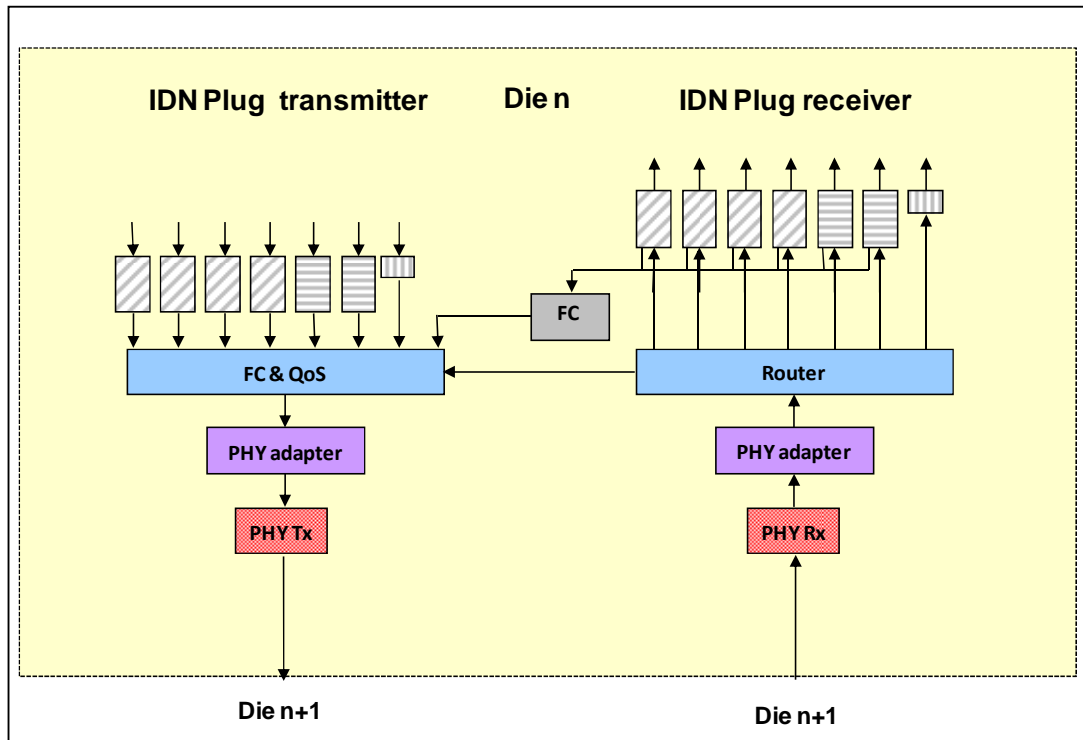 IDN Plug transmitter
Die n
IDN Plug receiver
FC
FC & QoS
Router
PHY adapter
PHY adapter
PHY Tx
PHY Rx
Die n+1
Die n+1